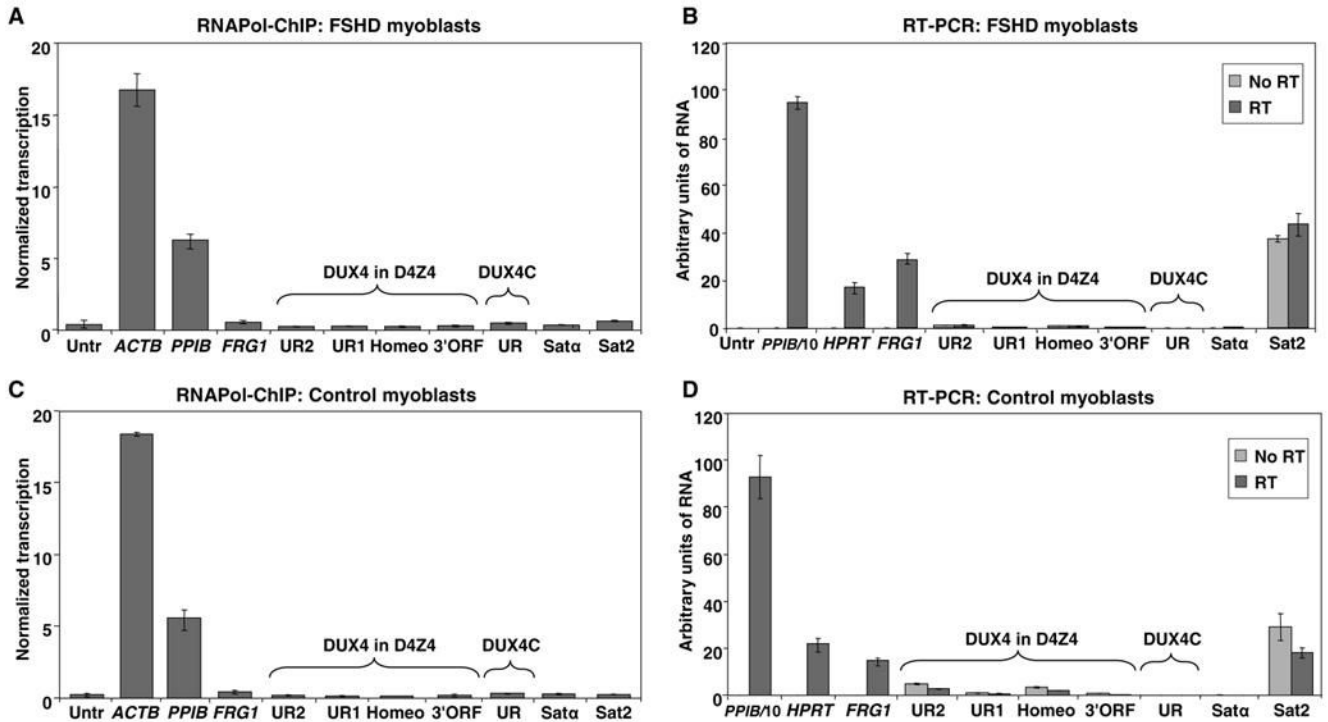 A
RNAPol-ChIP: FSHD myoblasts
Normalized transcription
20
15
10
5
0
DUX4 in D4Z4
DUX4C
Untr ACTB PPIB FRG1 UR2 UR1 Homeo 3'ORF UR Satα Sat2
B
RT-PCR: FSHD myoblasts
Arbitrary units of RNA
120
100
80
60
40
20
0
No RT
RT
DUX4 in D4Z4
DUX4C
Untr PPIB/10 HPRT FRG1 UR2 UR1 Homeo 3'ORF UR Satα Sat2
C
RNAPol-ChIP: Control myoblasts
Normalized transcription
20
15
10
5
0
DUX4 in D4Z4
DUX4C
Untr ACTB PPIB FRG1 UR2 UR1 Homeo 3'ORF UR Satα Sat2
D
RT-PCR: Control myoblasts
Arbitrary units of RNA
120
100
80
60
40
20
0
No RT
RT
DUX4 in D4Z4
DUX4C
PPIB/10 HPRT FRG1 UR2 UR1 Homeo 3'ORF UR Satα Sat2